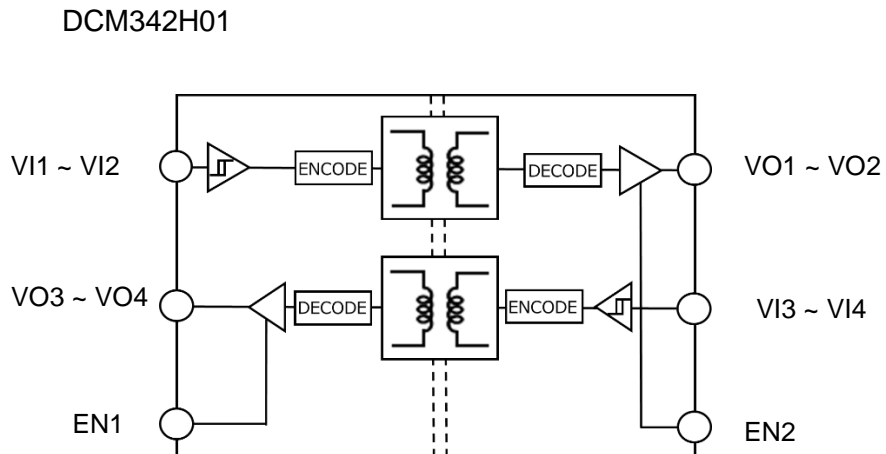 DCM342H01
VI1 ~ VI2
ENCODE
DECODE
VO1 ~ VO2
VO3 ~ VO4
DECODE
ENCODE
VI3 ~ VI4
EN1
EN2